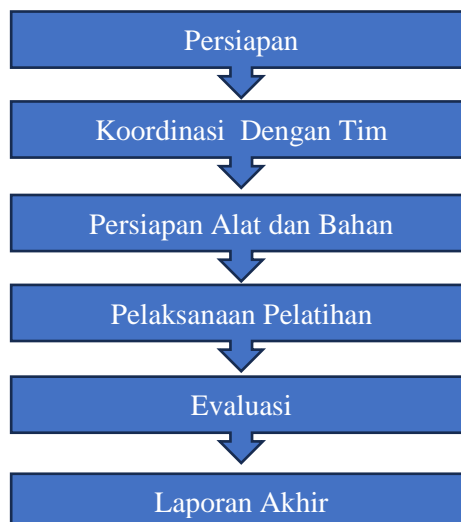 Persiapan
Koordinasi Dengan Tim
Persiapan Alat dan Bahan
Pelaksanaan Pelatihan
Evaluasi
Laporan Akhir